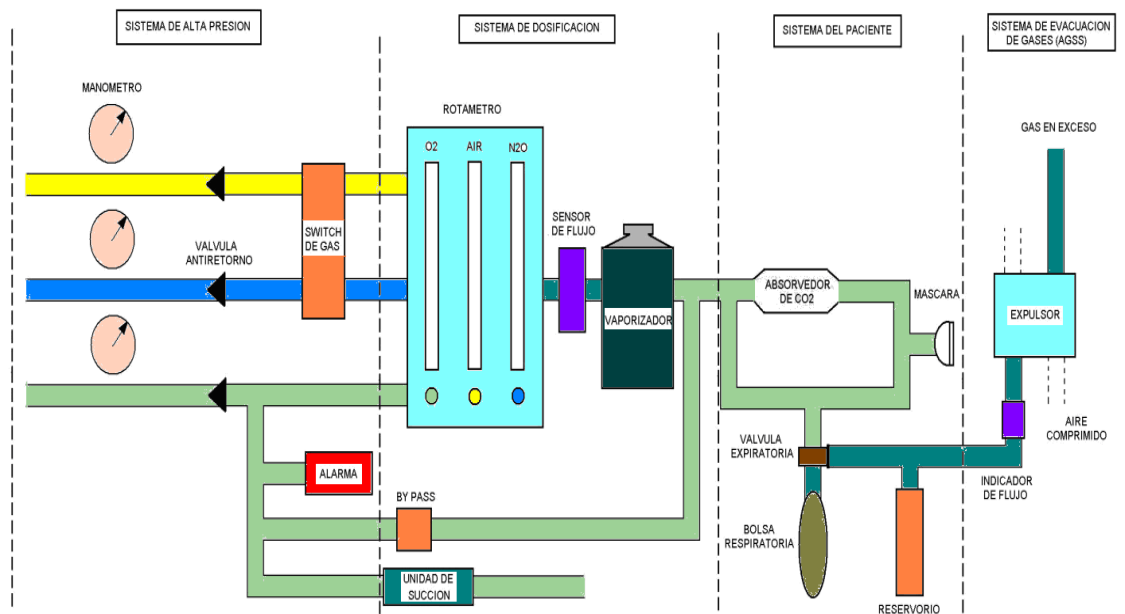 SISTEMA DE ALTA PRESION
SISTEMA DE DOSIFICACION
SISTEMA DEL PACIENTE
SISTEMA DE EVACUACION
DE GASES (AGSS)
MANOMETRO
ROTAMETRO
O2 AIR N2O
GAS EN EXCESO
SWITCH
DE GAS
VALVULA
ANTIRETORNO
SENSOR
DE FLUJO
VAPORIZADOR
ABSORVEDOR
DE CO2
MASCARA
EXPULSOR
AIRE
COMPRIMIDO
VALVULA
EXPIRATORIA
INDICADOR
DE FLUJO
ALARMA
BY PASS
BOLSA
RESPIRATORIA
UNIDAD DE
SUCCION
RESERVORIO